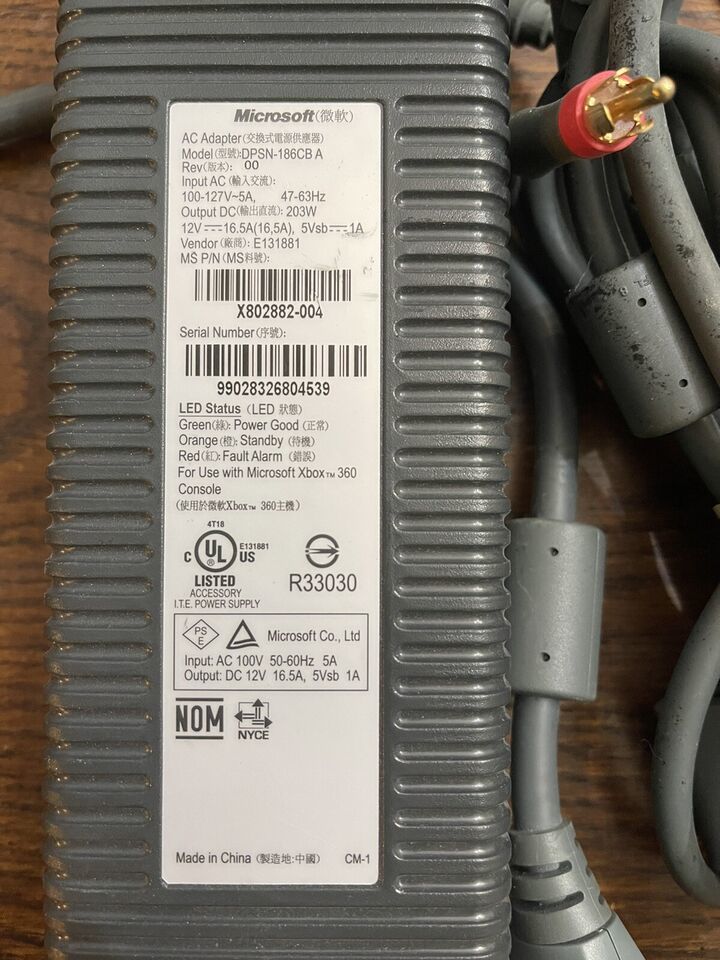 Microsoft(微軟)
AC Adapter(交換式電源供應器)
Model(型號):DPSN-186CB A
Rev(版本): 00
Input AC (輸入交流):
100-127V~5A, 47-63Hz
Output DC(輸出直流): 203W
12V⎓16.5A(16,5A), 5Vsb⎓1A
Vendor (廠商): E131881
MS P/N (MS料號):
X802882-004
Serial Number(序號):
99028326804539
LED Status (LED 狀態)
Green(綠): Power Good (正常)
Orange(橙): Standby (待機)
Red(紅): Fault Alarm (錯誤)
For Use with Microsoft Xbox™ 360
Console
(使用於微軟Xbox™ 360主機)
4T18
C UL ® US E131881
LISTED
ACCESSORY
I.T.E. POWER SUPPLY
R33030
PS
E
Microsoft Co., Ltd
Input: AC 100V 50-60Hz 5A
Output: DC 12V 16.5A, 5Vsb 1A
NOM
NYCE
Made in China (製造地:中國) CM-1